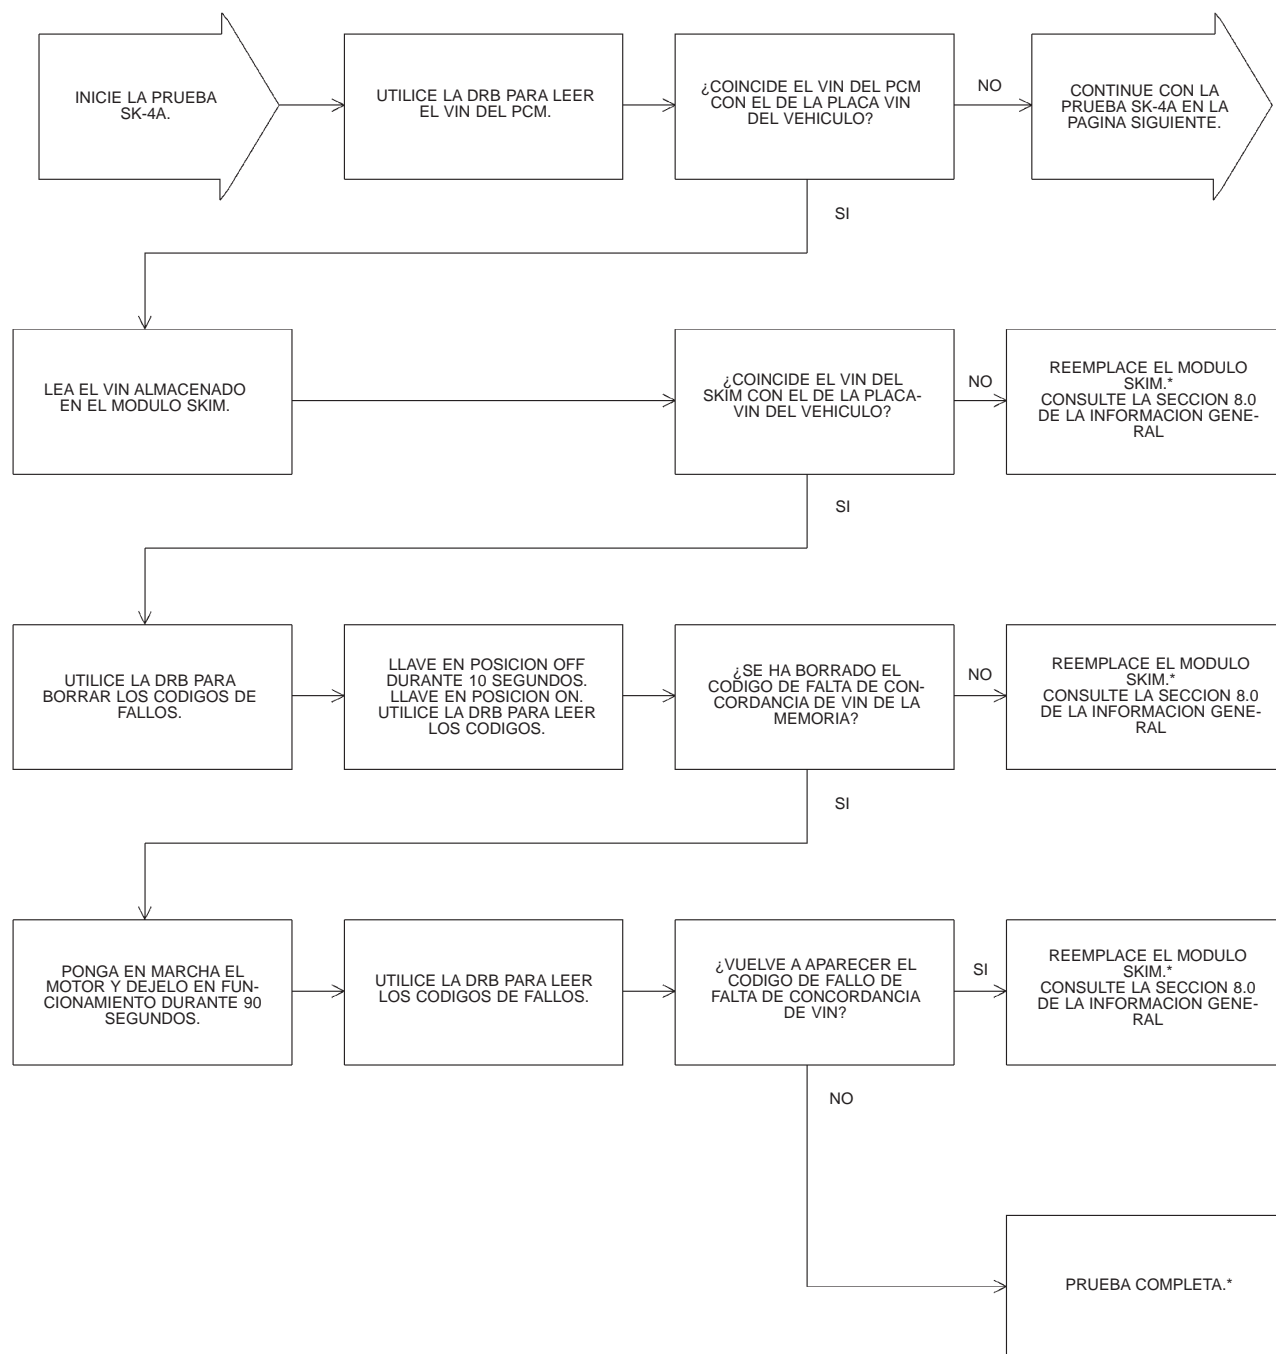 INICIE LA PRUEBA
SK-4A.
UTILICE LA DRB PARA LEER
EL VIN DEL PCM.
¿COINCIDE EL VIN DEL PCM
CON EL DE LA PLACA VIN
DEL VEHICULO?
NO
CONTINUE CON LA
PRUEBA SK-4A EN LA
PAGINA SIGUIENTE.
SI
LEA EL VIN ALMACENADO
EN EL MODULO SKIM.
¿COINCIDE EL VIN DEL
SKIM CON EL DE LA PLACA-
VIN DEL VEHICULO?
NO
REEMPLACE EL MODULO
SKIM.*
CONSULTE LA SECCION 8.0
DE LA INFORMACION GENE-
RAL
SI
UTILICE LA DRB PARA
BORRAR LOS CODIGOS DE
FALLOS.
LLAVE EN POSICION OFF
DURANTE 10 SEGUNDOS.
LLAVE EN POSICION ON.
UTILICE LA DRB PARA LEER
LOS CODIGOS.
¿SE HA BORRADO EL
CODIGO DE FALTA DE CON-
CORDANCIA DE VIN DE LA
MEMORIA?
NO
REEMPLACE EL MODULO
SKIM.*
CONSULTE LA SECCION 8.0
DE LA INFORMACION GENE-
RAL
SI
PONGA EN MARCHA EL
MOTOR Y DEJELO EN FUN-
CIONAMIENTO DURANTE 90
SEGUNDOS.
UTILICE LA DRB PARA LEER
LOS CODIGOS DE FALLOS.
¿VUELVE A APARECER EL
CODIGO DE FALLO DE
FALTA DE CONCORDANCIA
DE VIN?
SI
REEMPLACE EL MODULO
SKIM.*
CONSULTE LA SECCION 8.0
DE LA INFORMACION GENE-
RAL
NO
PRUEBA COMPLETA.*